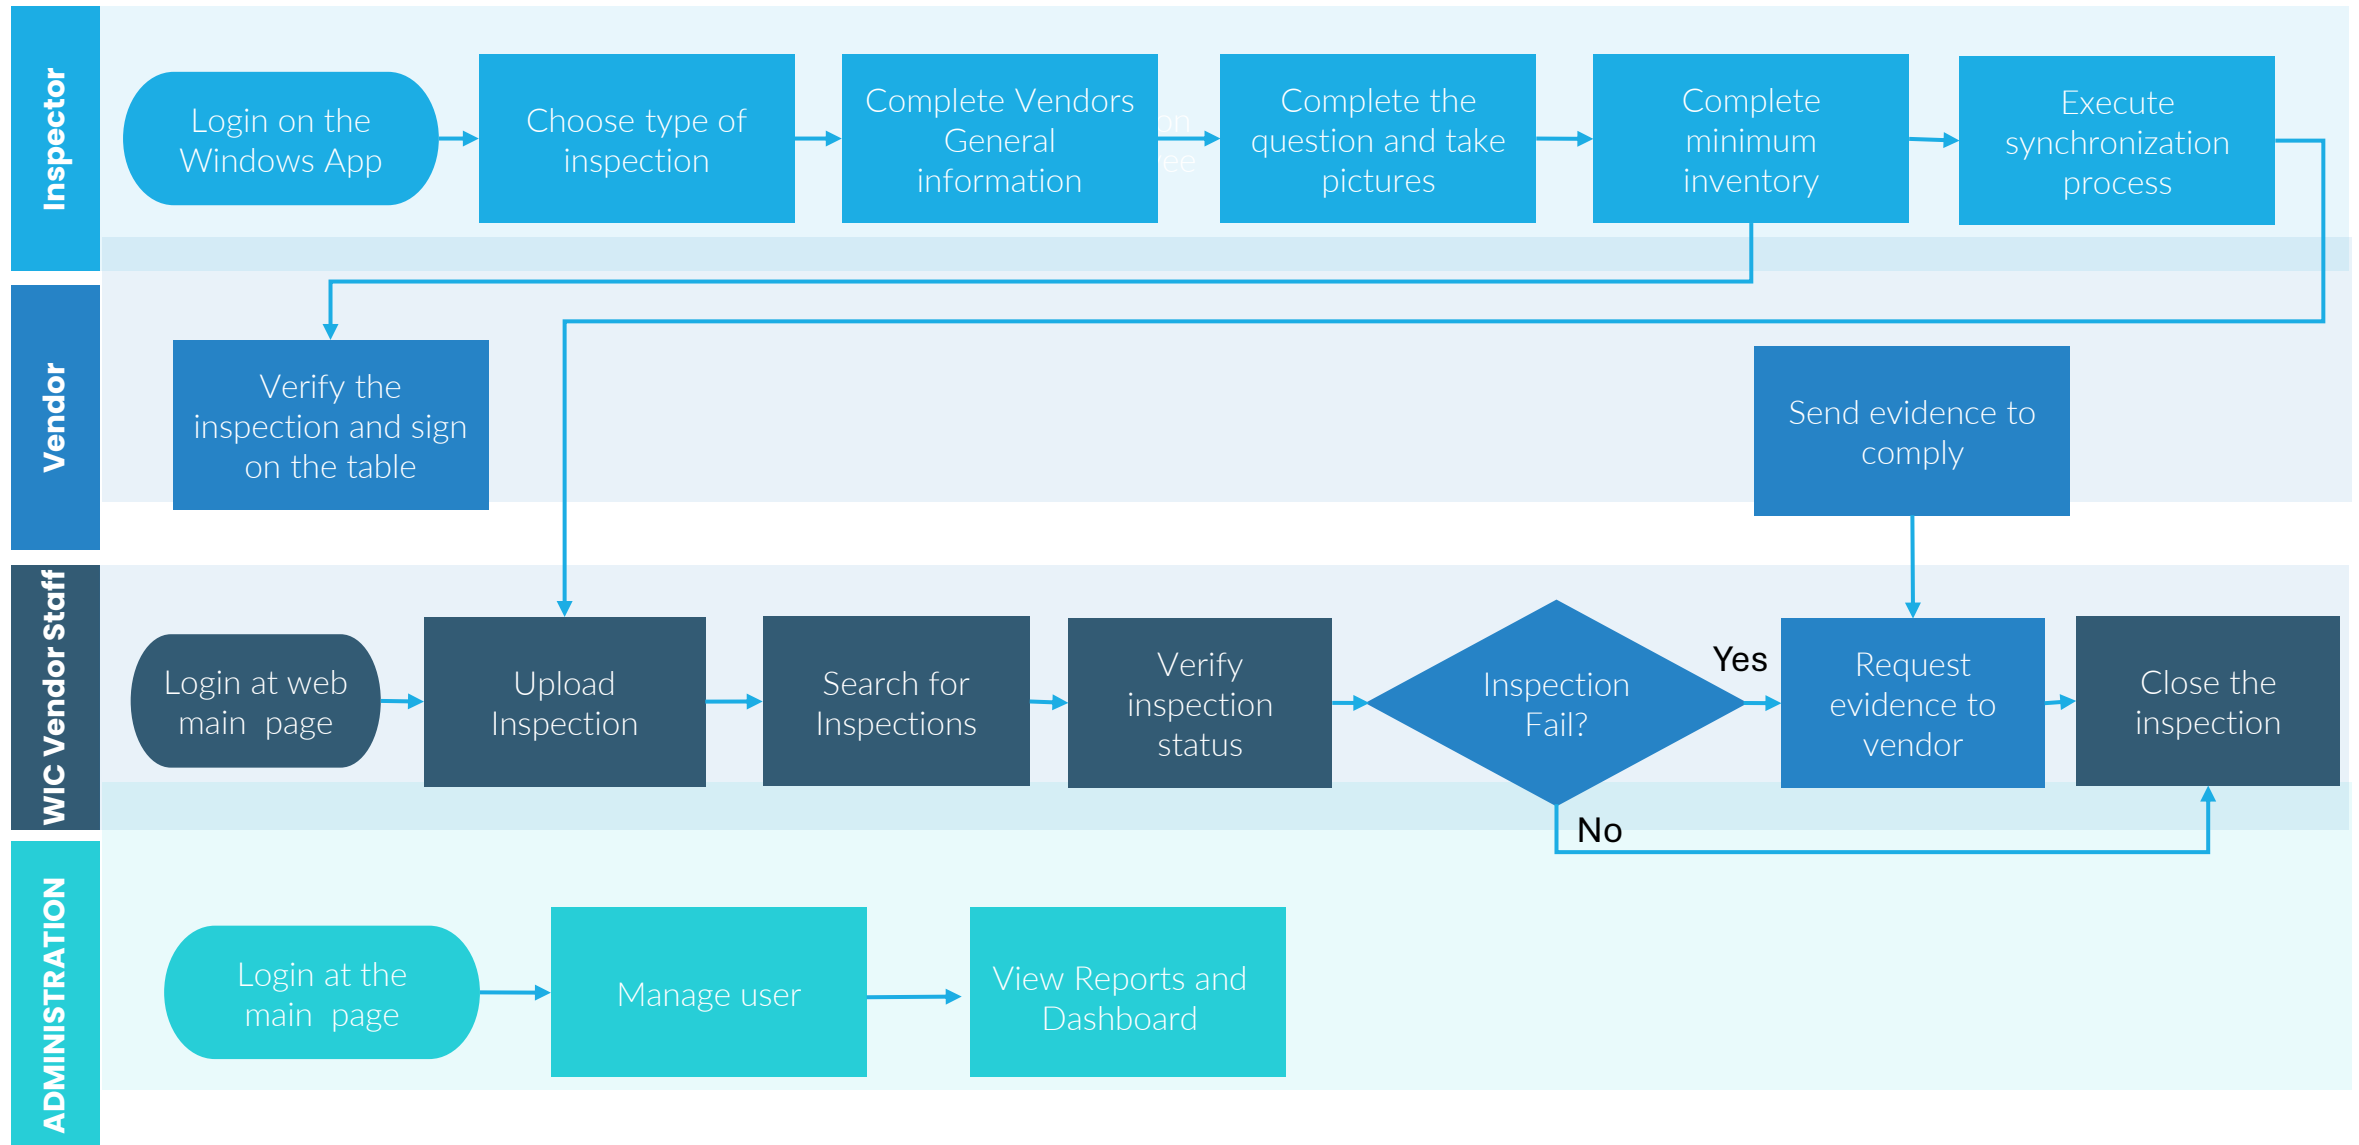 Inspector
Login on the
Windows App
Choose type of
inspection
Complete Vendors
General
information
on
ee
Complete the
question and take
pictures
Complete
minimum
inventory
Execute
synchronization
process
Vendor
Verify the
inspection and sign
on the table
Send evidence to
comply
WIC Vendor Staff
Login at web
main page
Upload
Inspection
Search for
Inspections
Verify
inspection
status
Inspection
Fail?
Yes
No
Request
evidence to
vendor
Close the
inspection
ADMINISTRATION
Login at the
main page
Manage user
View Reports and
Dashboard